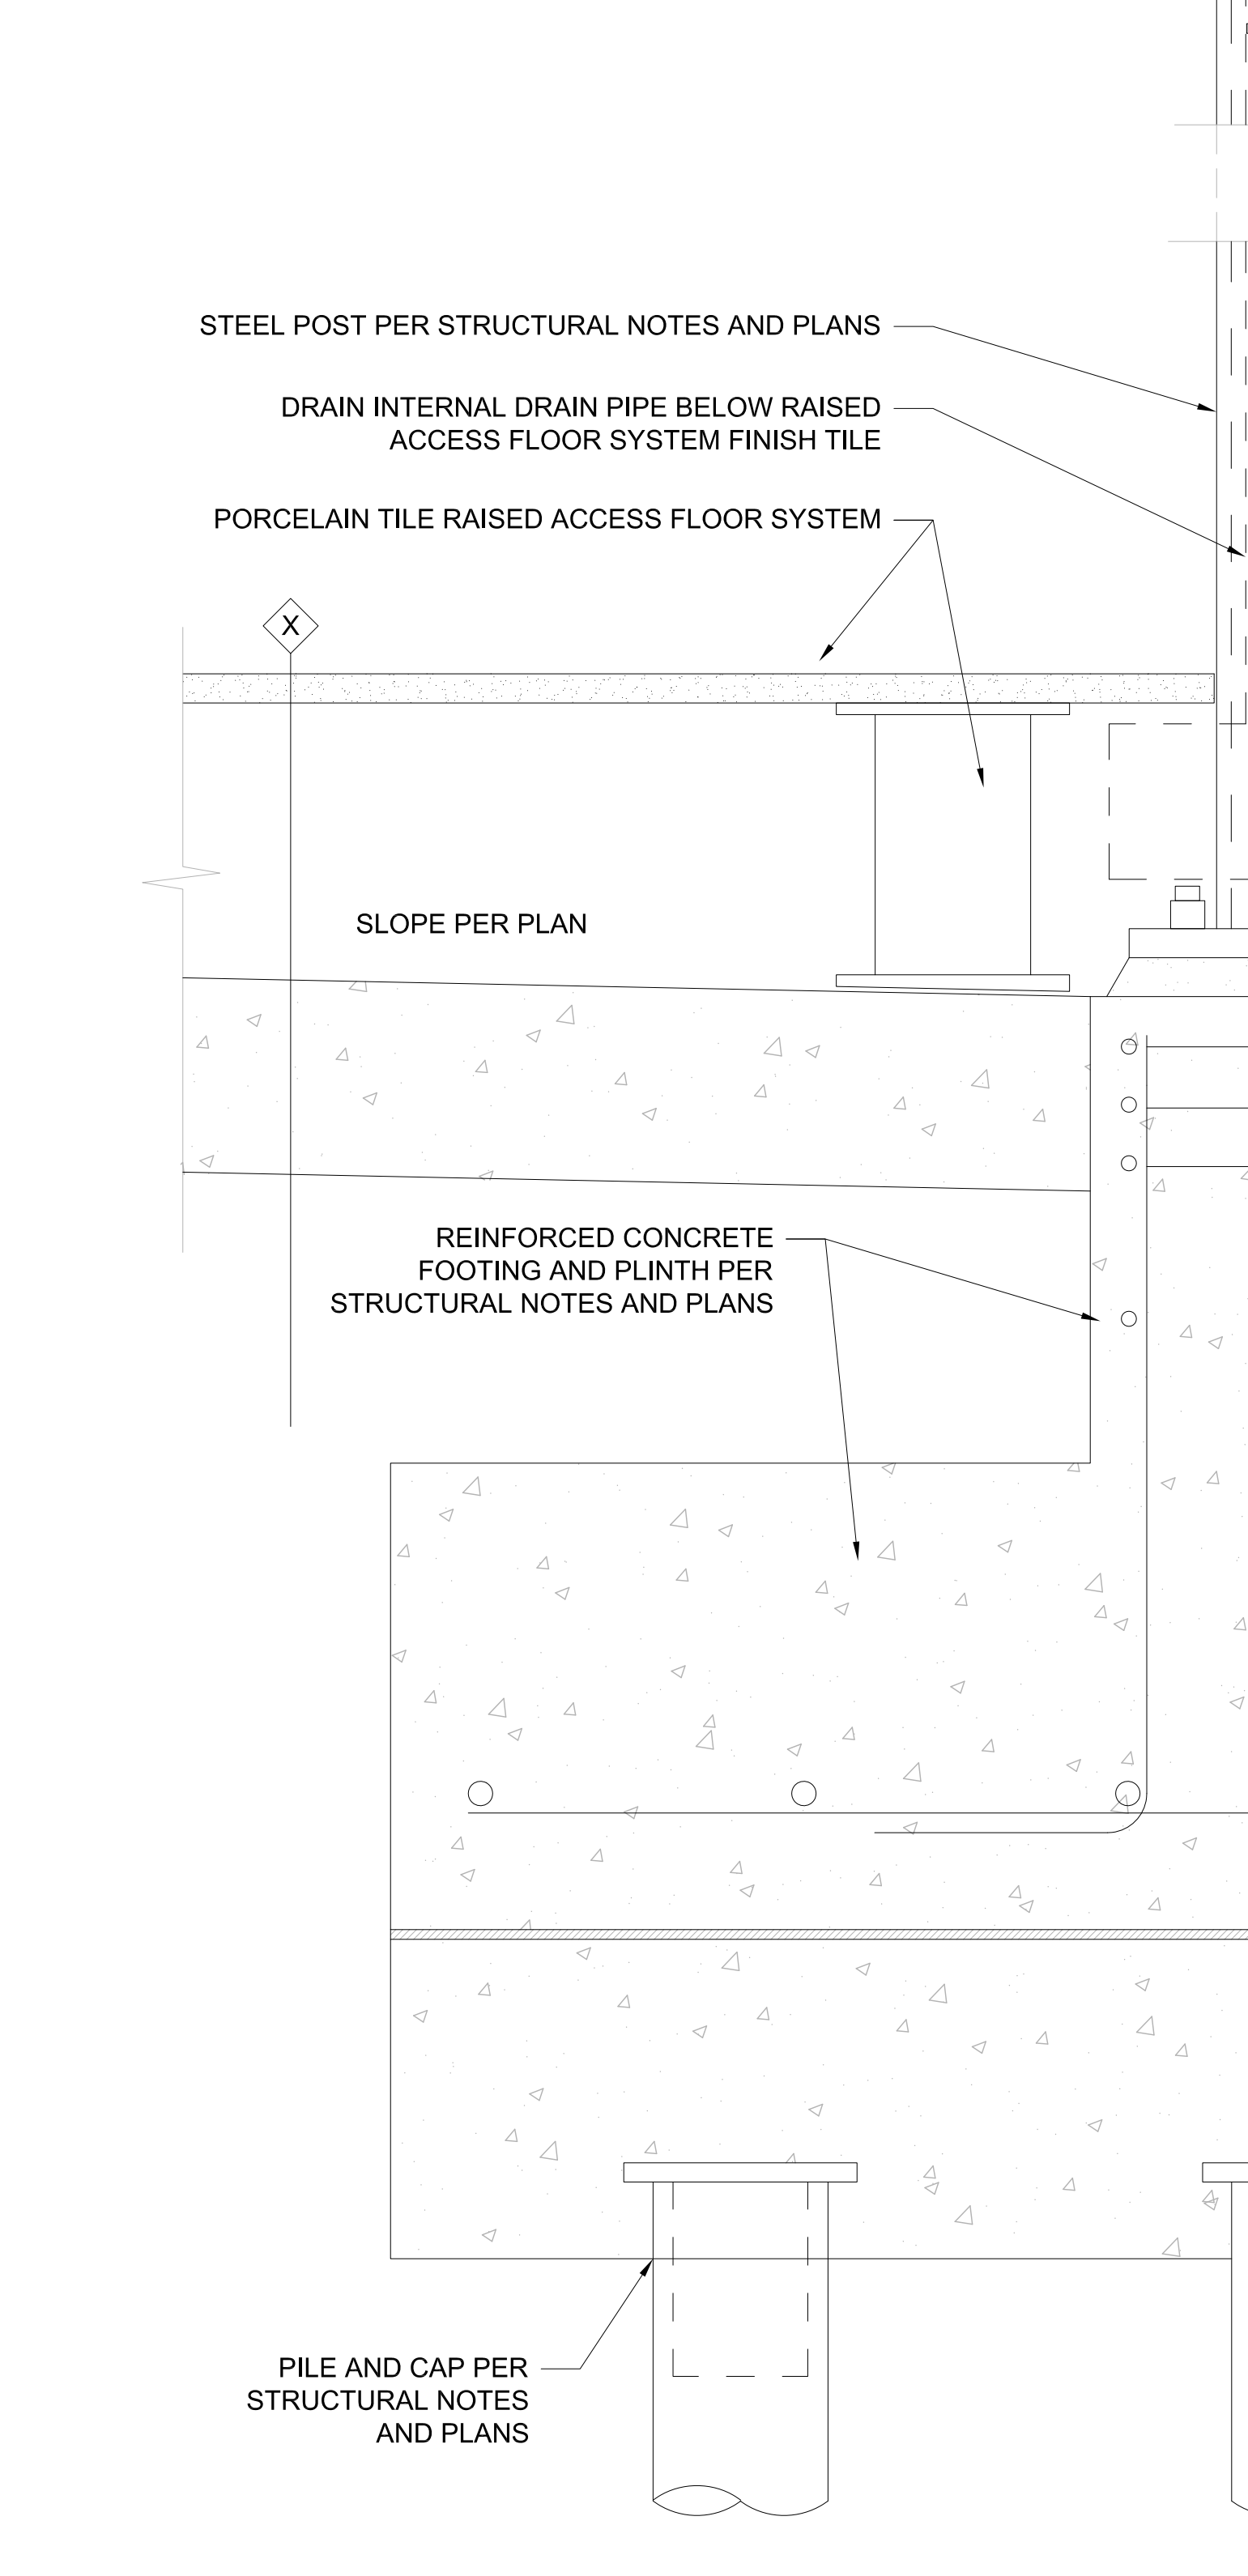 STEEL POST PER STRUCTURAL NOTES AND PLANS
DRAIN INTERNAL DRAIN PIPE BELOW RAISED
ACCESS FLOOR SYSTEM FINISH TILE
PORCELAIN TILE RAISED ACCESS FLOOR SYSTEM
X
SLOPE PER PLAN
REINFORCED CONCRETE
FOOTING AND PLINTH PER
STRUCTURAL NOTES AND PLANS
PILE AND CAP PER
STRUCTURAL NOTES
AND PLANS